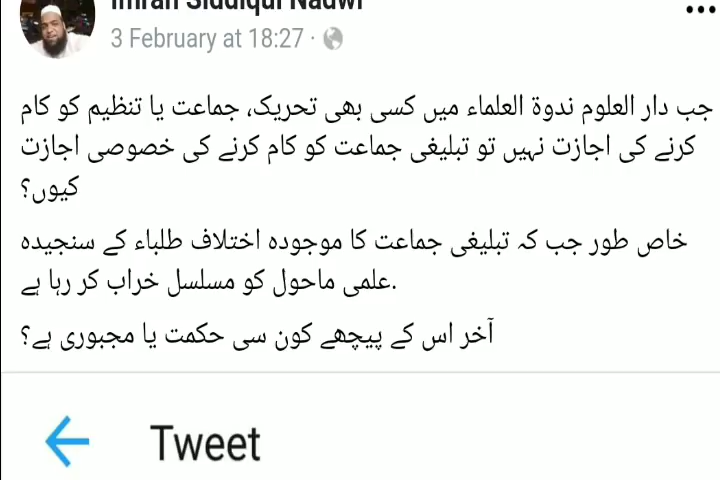 Imran Siddiqui Nadwi
3 February at 18:27 ·
جب دار العلوم ندوۃ العلماء میں کسی بھی تحریک، جماعت یا تنظیم کو کام
کرنے کی اجازت نہیں تو تبلیغی جماعت کو کام کرنے کی خصوصی اجازت
کیوں؟
خاص طور جب کہ تبلیغی جماعت کا موجودہ اختلاف طلباء کے سنجیدہ
علمی ماحول کو مسلسل خراب کر رہا ہے.
آخر اس کے پیچھے کون سی حکمت یا مجبوری ہے؟
Tweet